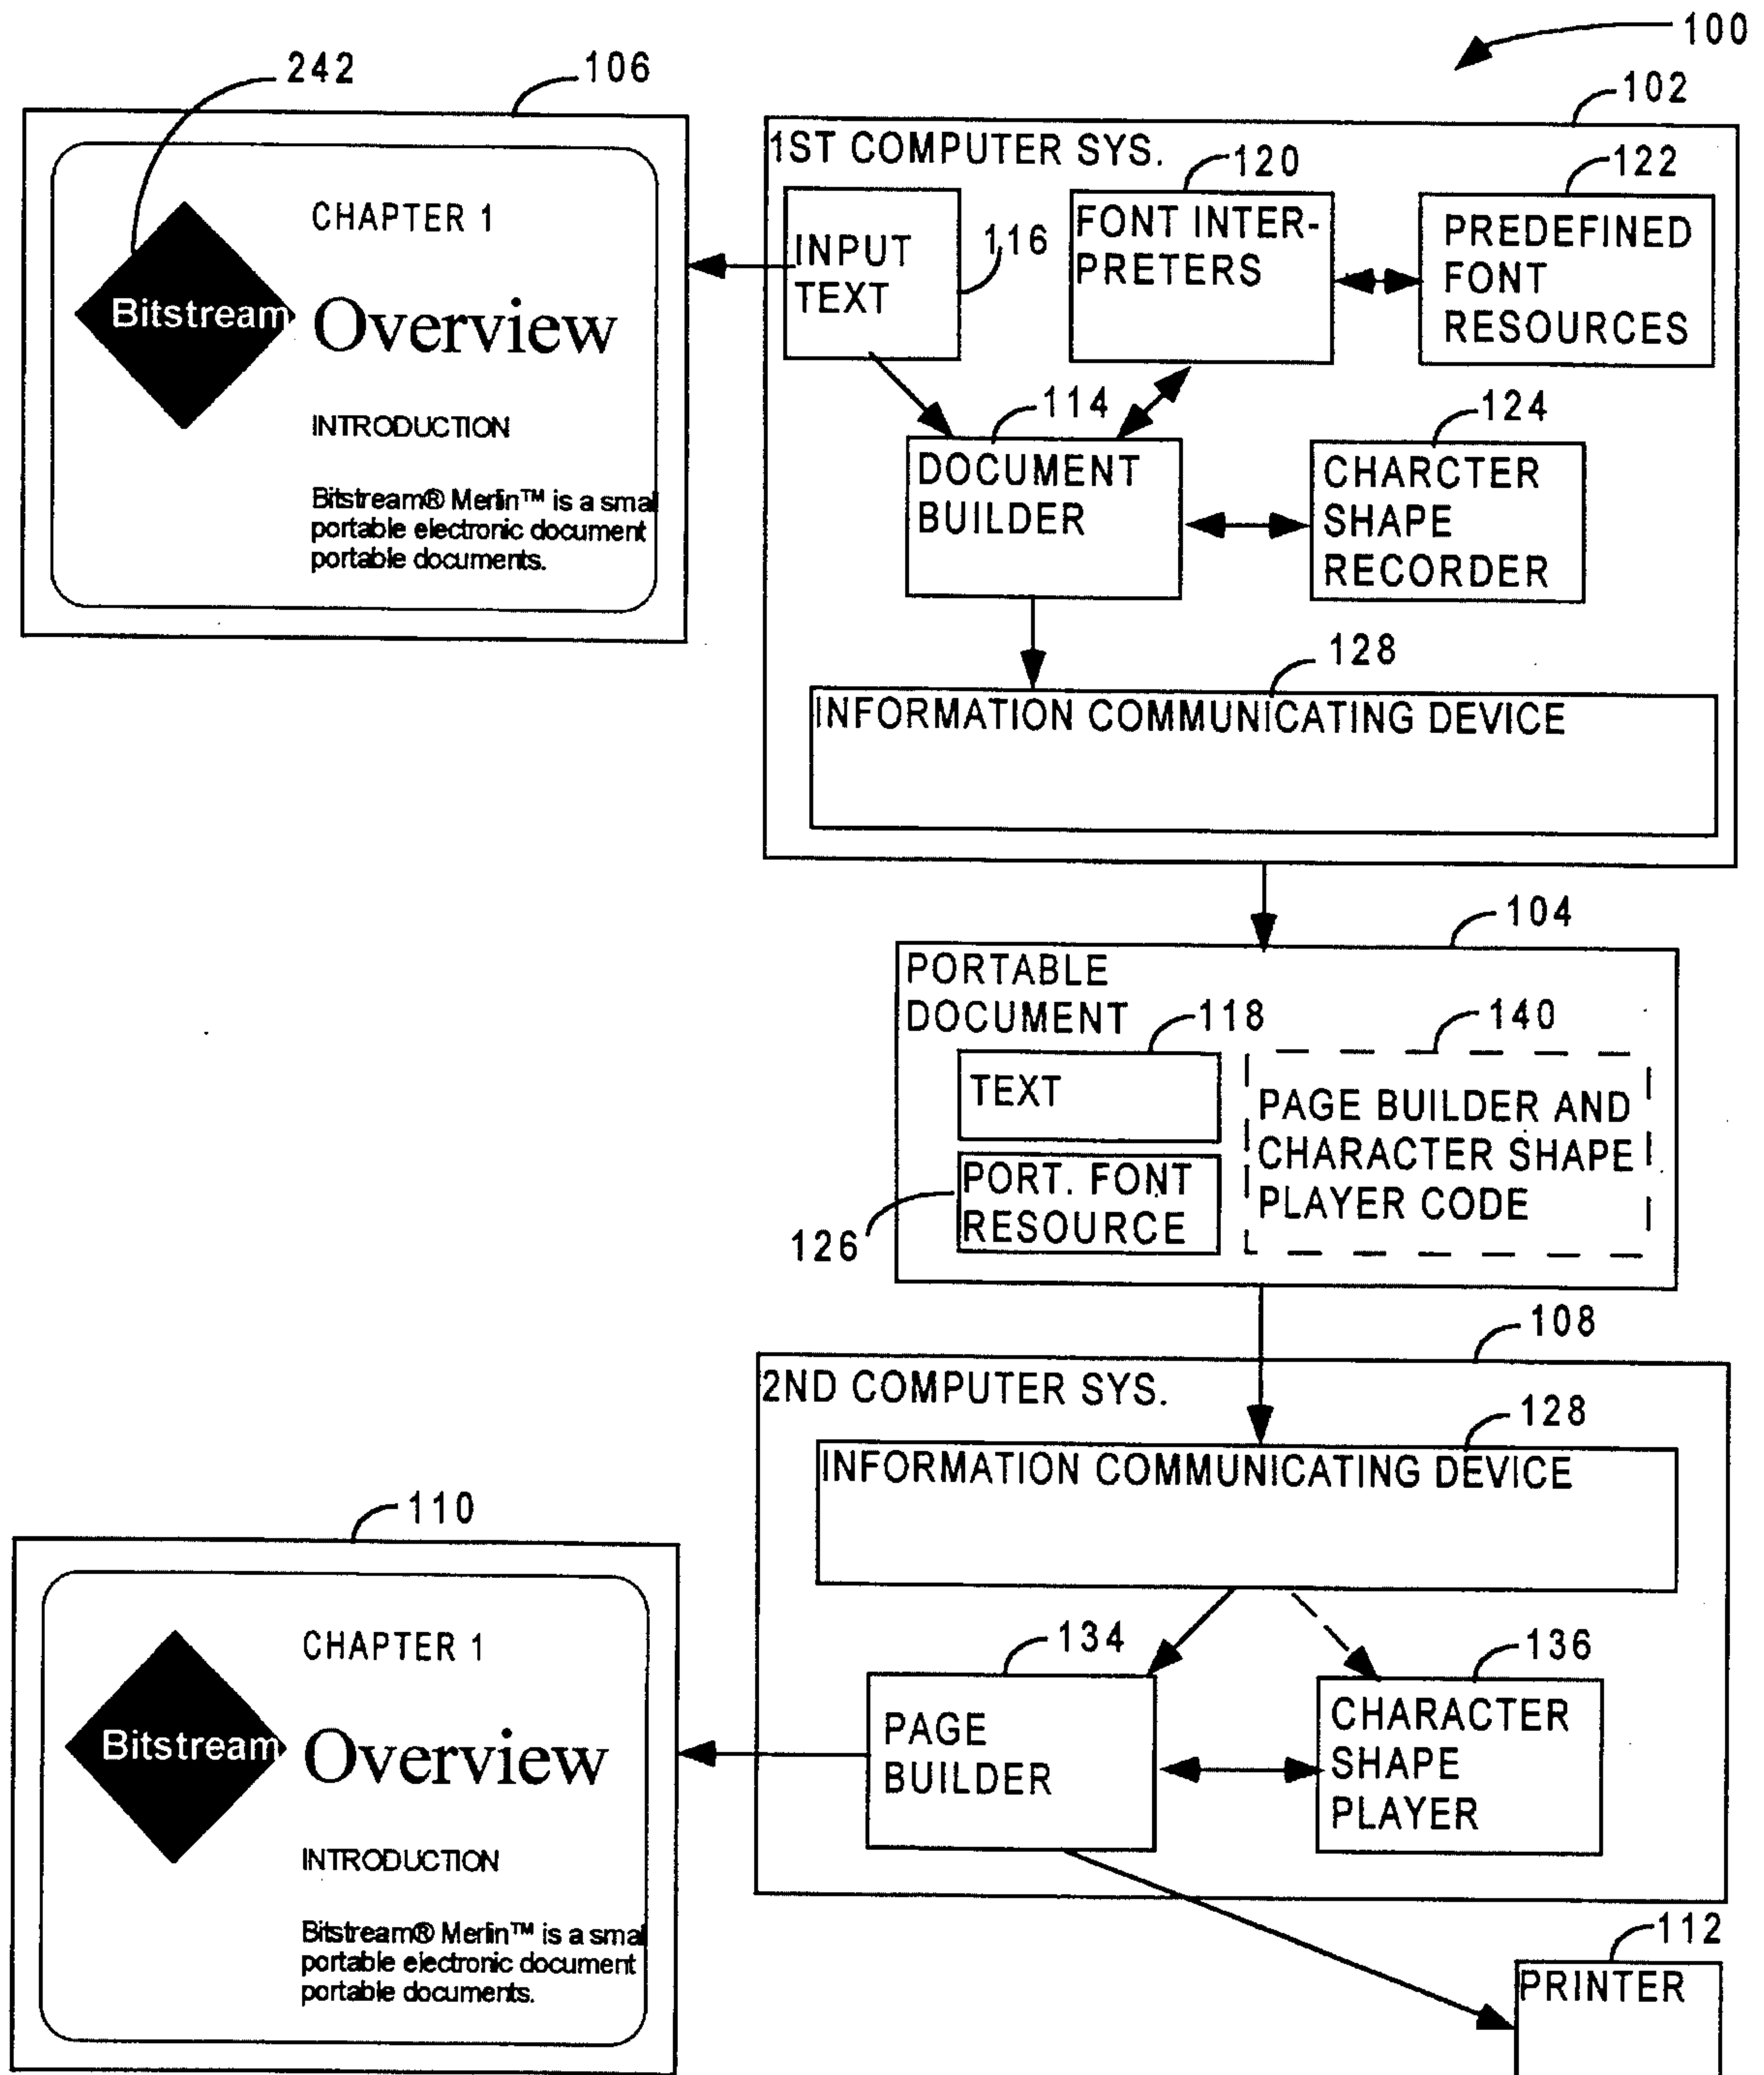 100
242
106
102
1ST COMPUTER SYS.
120
122
CHAPTER 1
INPUT
TEXT
116
FONT INTER-
PRETERS
PREDEFINED
FONT
RESOURCES
Bitstream
Overview
114
124
INTRODUCTION
DOCUMENT
BUILDER
CHARCTER
SHAPE
RECORDER
Bitstream® Merlin™ is a smal
portable electronic document
portable documents.
128
INFORMATION COMMUNICATING DEVICE
104
PORTABLE
DOCUMENT
118
140
TEXT
PAGE BUILDER AND
CHARACTER SHAPE
PLAYER CODE
PORT. FONT
RESOURCE
126
108
2ND COMPUTER SYS.
128
INFORMATION COMMUNICATING DEVICE
110
134
136
CHAPTER 1
PAGE
BUILDER
CHARACTER
SHAPE
PLAYER
Bitstream
Overview
INTRODUCTION
Bitstream® Merlin™ is a smal
portable electronic document
portable documents.
112
PRINTER